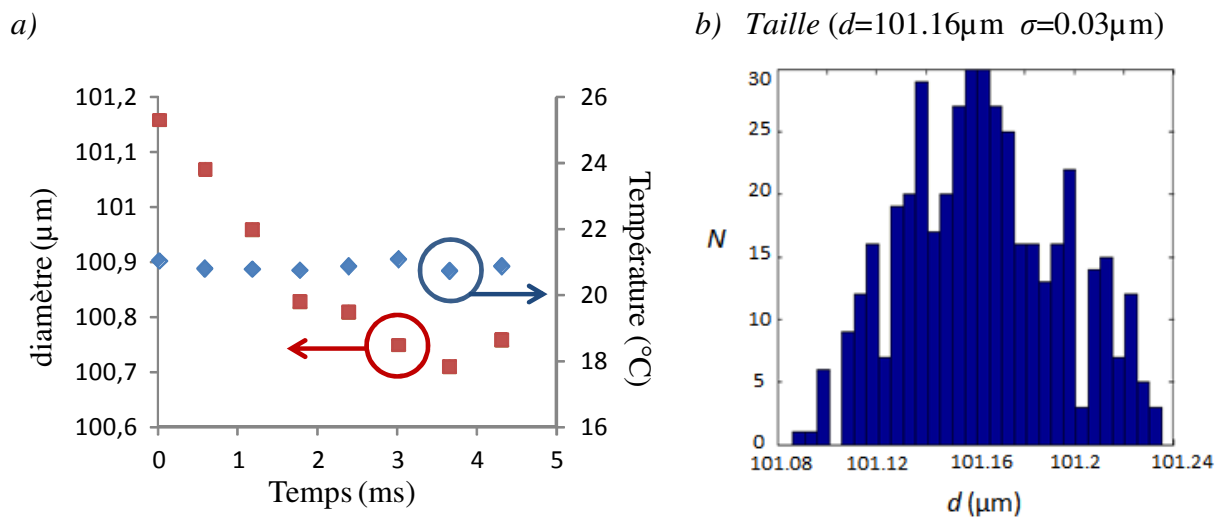 a)
b) Taille (d=101.16µm σ=0.03µm)
101,2
101,1
101
100,9
100,8
100,7
100,6
diamètre (µm)
26
24
22
20
18
16
Température (°C)
0 1 2 3 4 5
Temps (ms)
30
25
20
15
10
5
0
N
101.08 101.12 101.16 101.2 101.24
d (µm)